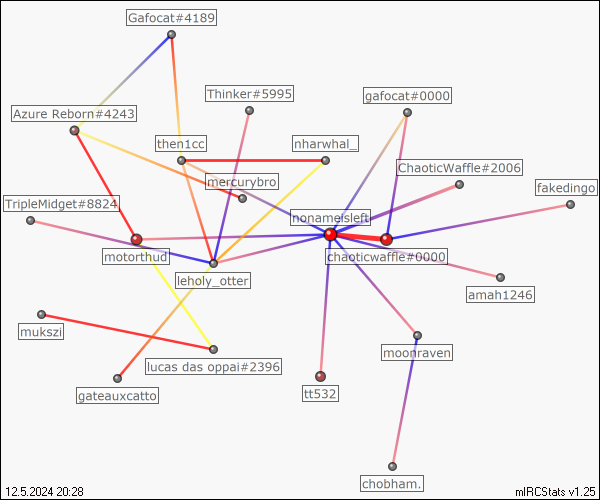 Gafocat#4189
Thinker#5995
gafocat#0000
Azure Reborn#4243
then1cc
nharwhal_
ChaoticWaffle#2006
mercurybro
fakedingo
TripleMidget#8824
nonameisleft
motorthud
chaoticwaffle#0000
leholy_otter
amah1246
mukszi
moonraven
lucas das oppai#2396
gateauxcatto
tt532
chobham.
12.5.2024 20:28
mIRCStats v1.25